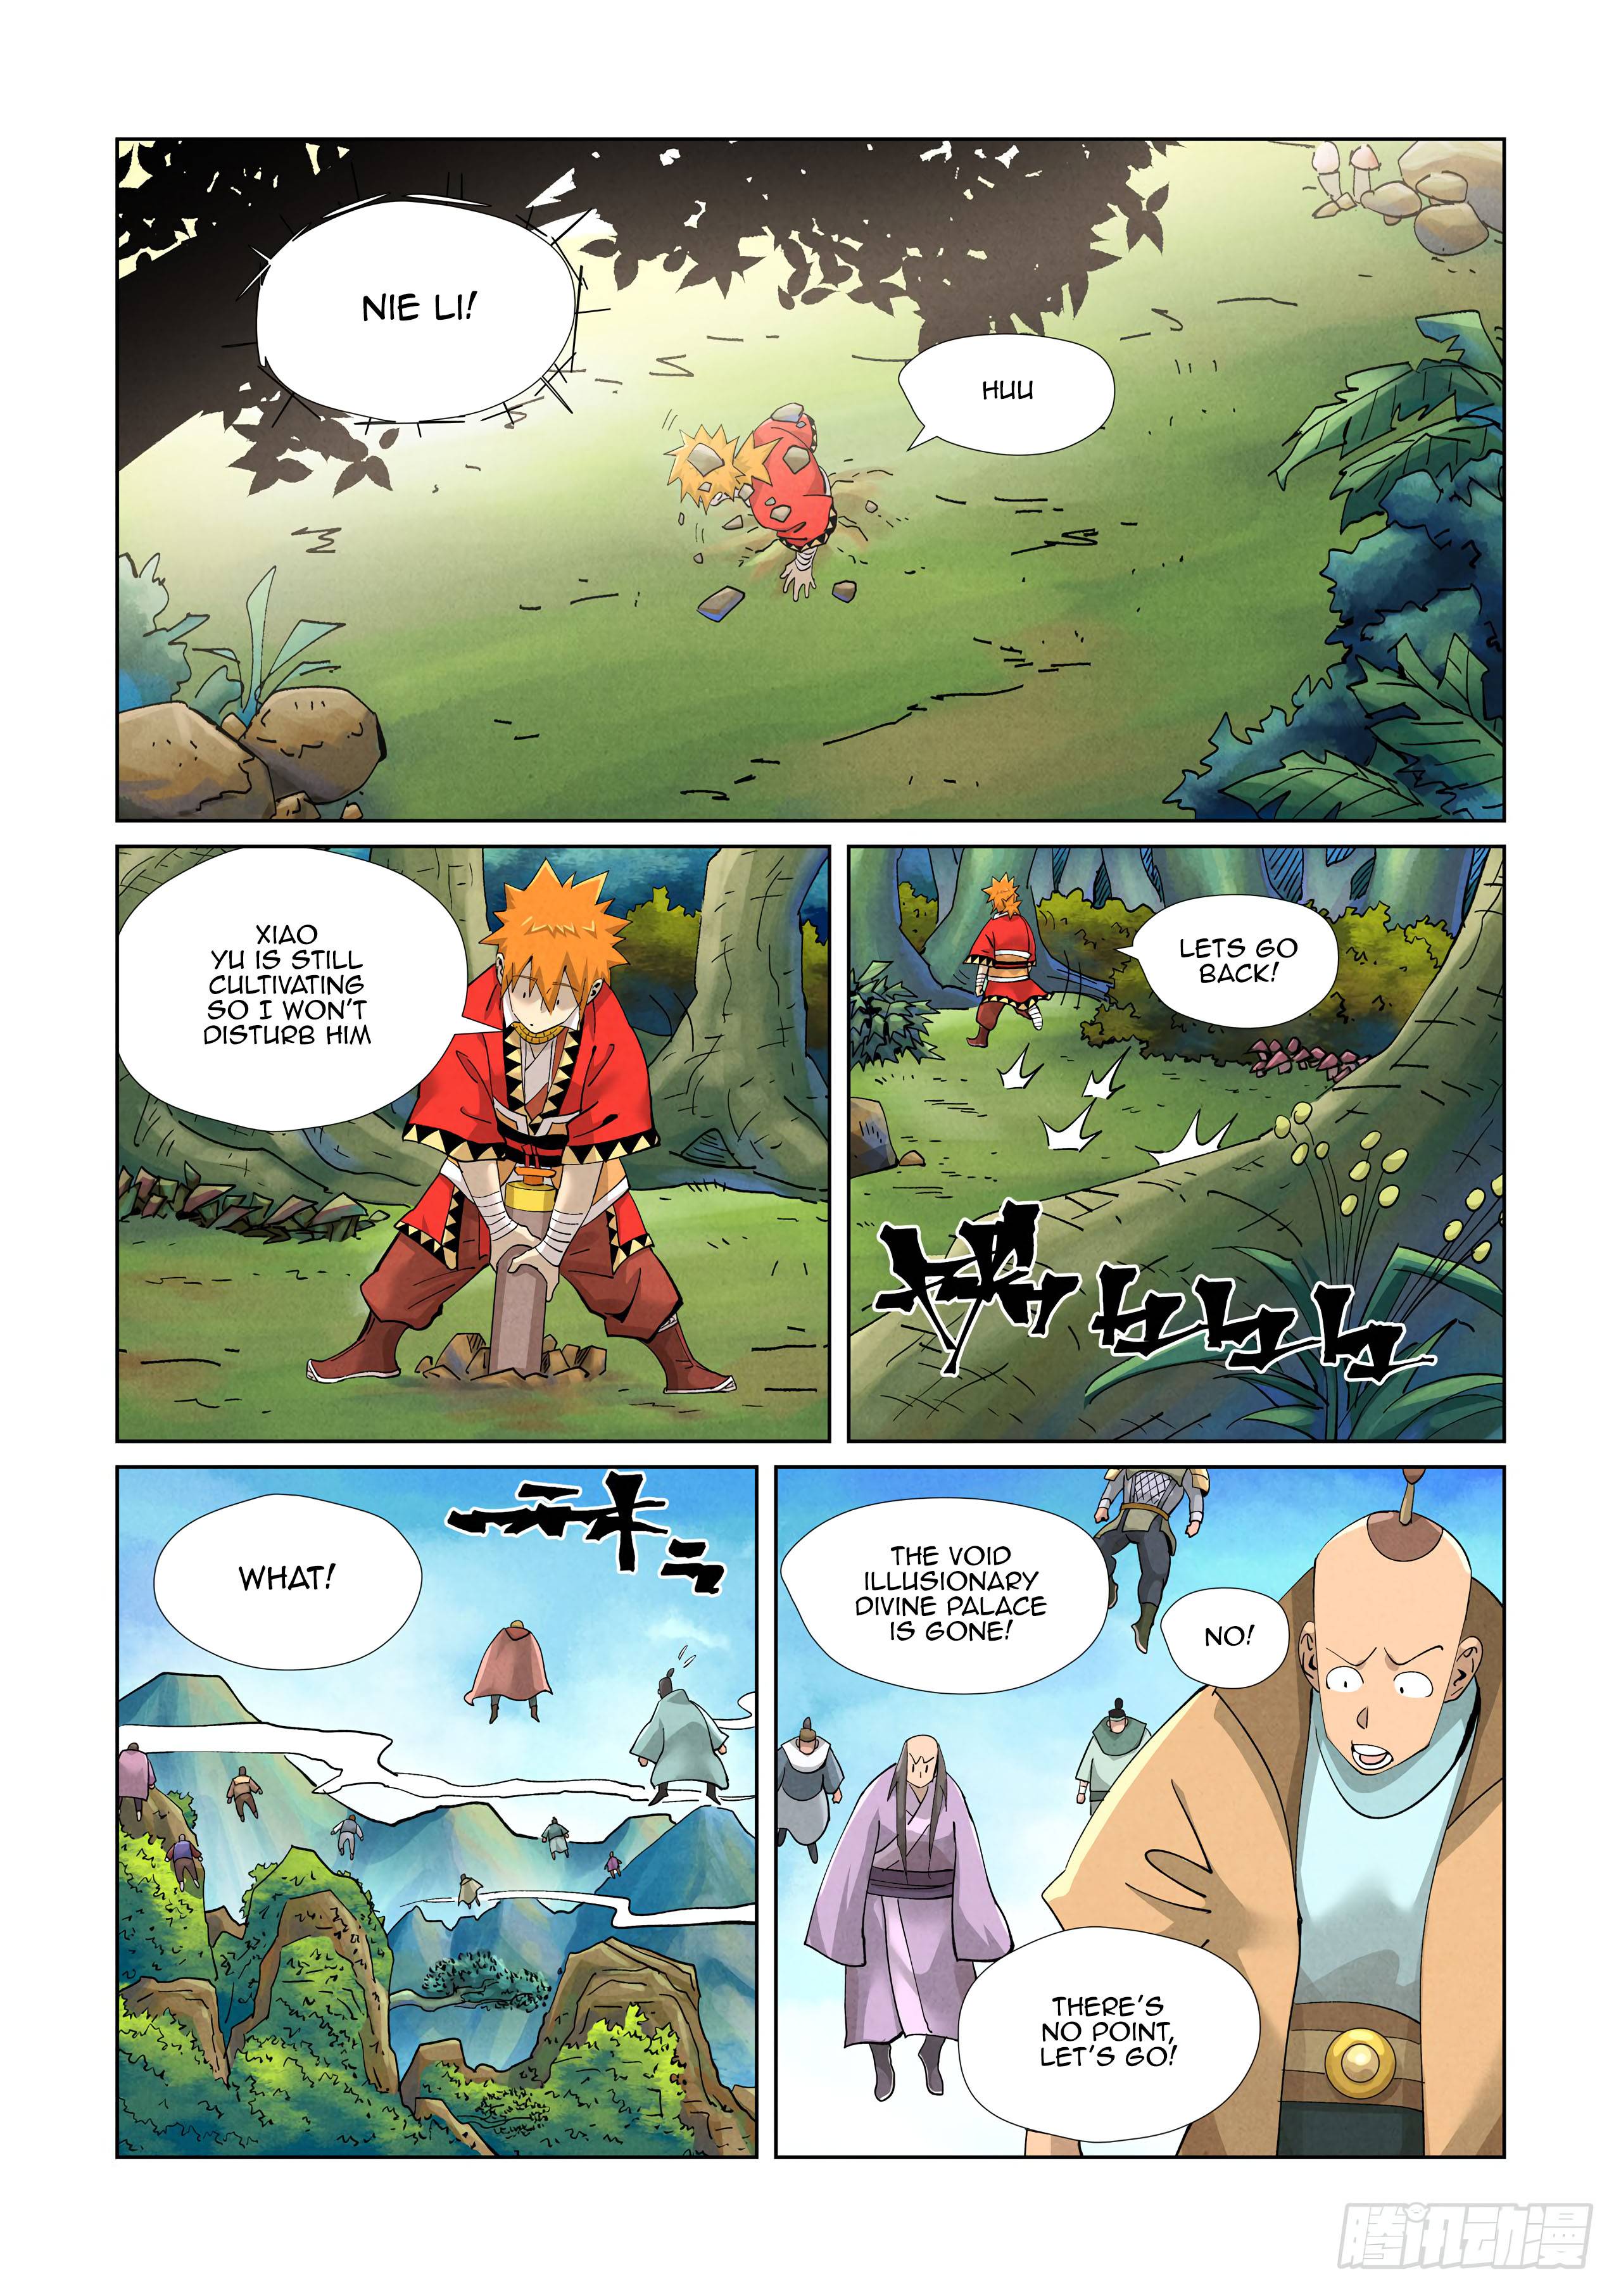 NIE LI!
HUU
XIAO
YU IS STILL
CULTIVATING
SO I WON'T
DISTURB HIM
LETS GO
BACK!
WHAT!
THE VOID
ILLUSIONARY
DIVINE PALACE
IS GONE!
NO!
THERE'S
NO POINT,
LET'S GO!
腾讯动漫